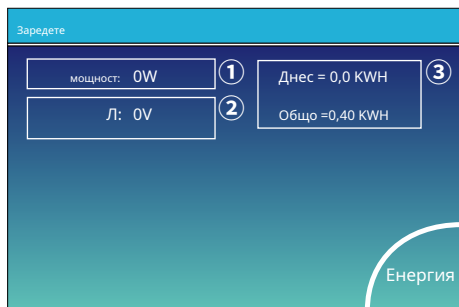 Заредете
мощност: 0W
①
Л: 0V
②
Днес = 0,0 KWH
Общо =0,40 KWH
③
Енергия